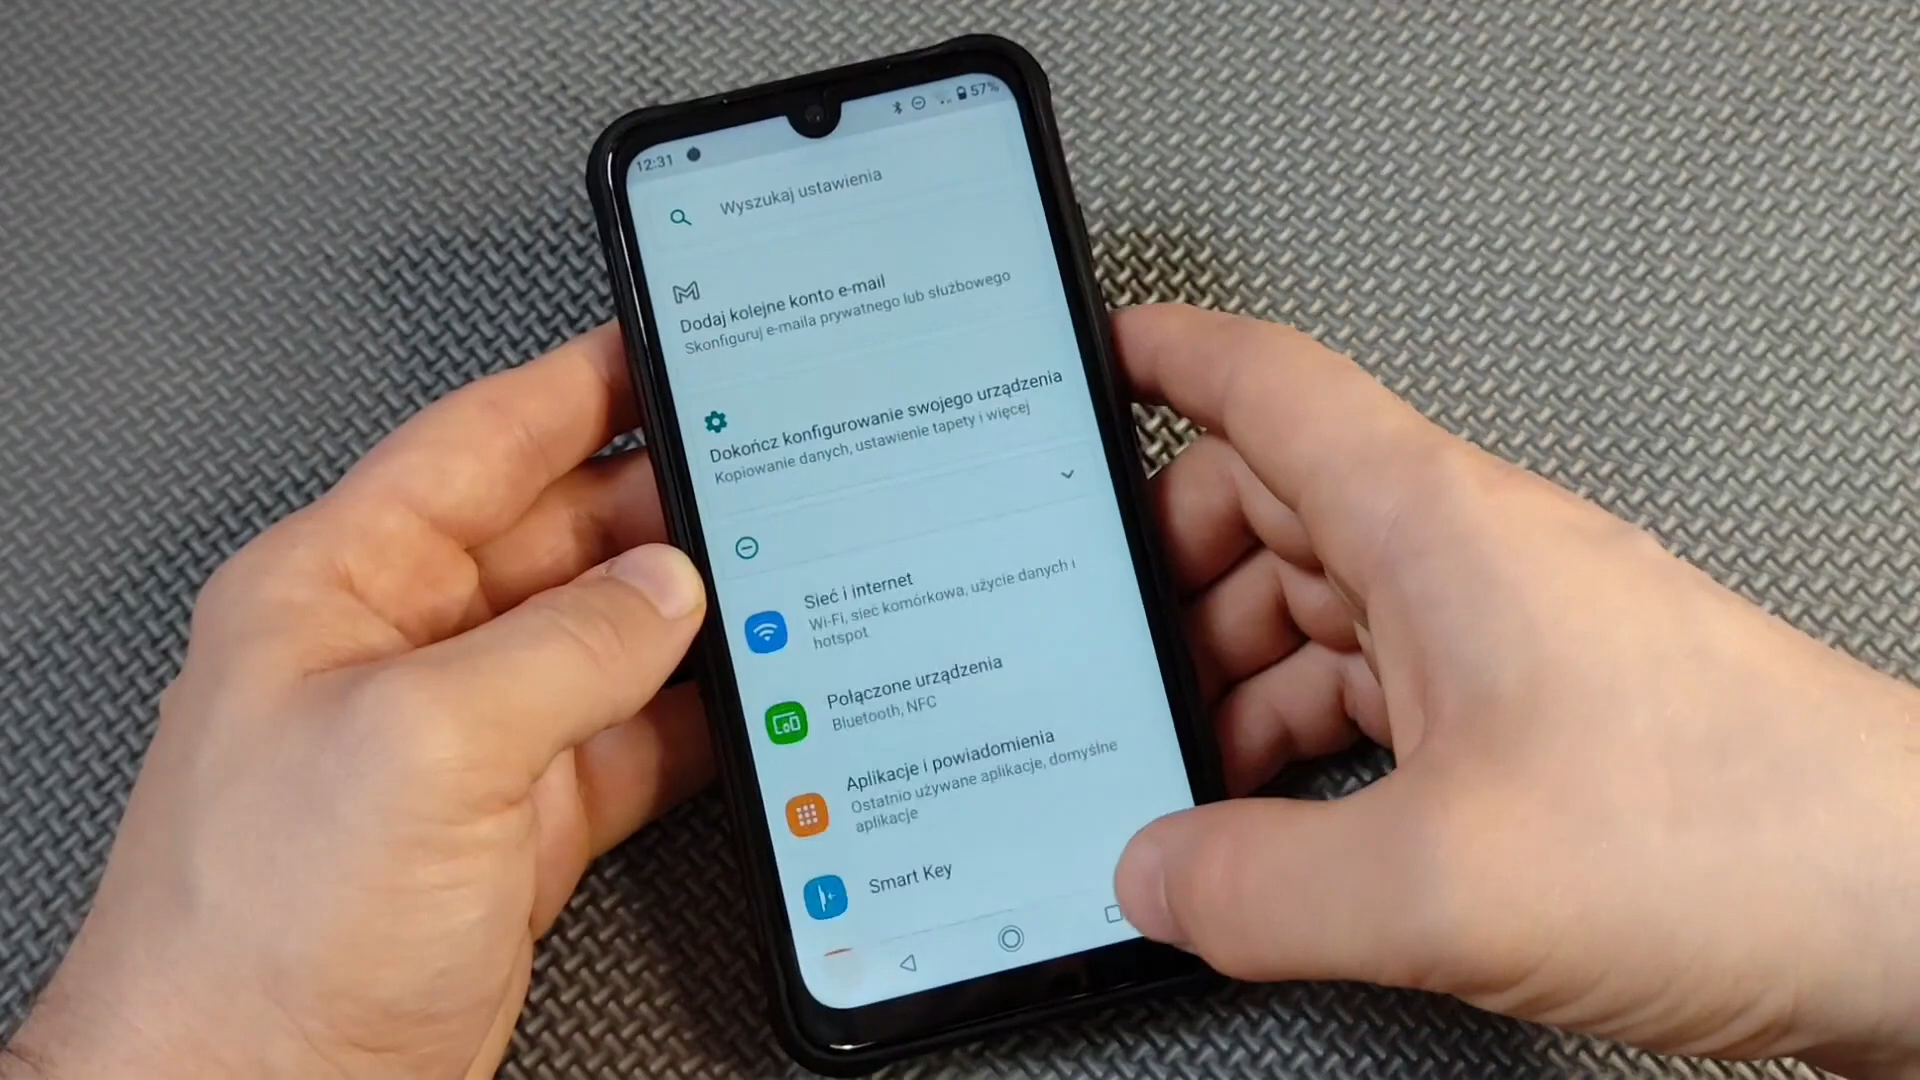 12:31
57%
Wyszukaj ustawienia
Dodaj kolejne konto e-mail
Skonfiguruj e-maila prywatnego lub służbowego
Dokończ konfigurowanie swojego urządzenia
Kopiowanie danych, ustawienie tapety i więcej
Sieć i internet
Wi-Fi, sieć komórkowa, użycie danych i
hotspot
Połączone urządzenia
Bluetooth, NFC
Aplikacje i powiadomienia
Ostatnio używane aplikacje, domyślne
aplikacje
Smart Key